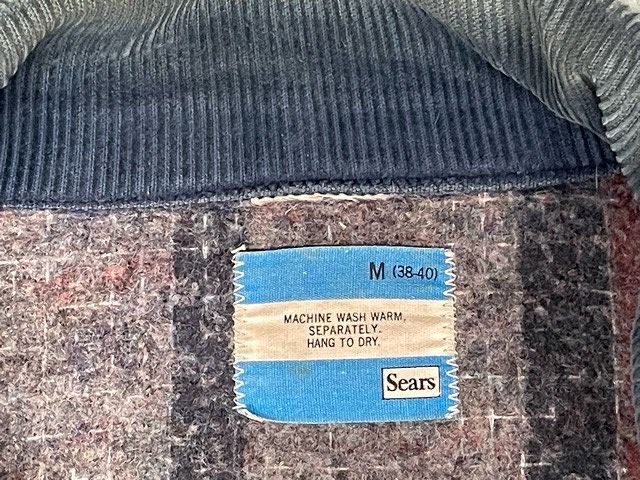 M (38-40)
MACHINE WASH WARM,
SEPARATELY.
HANG TO DRY.
Sears